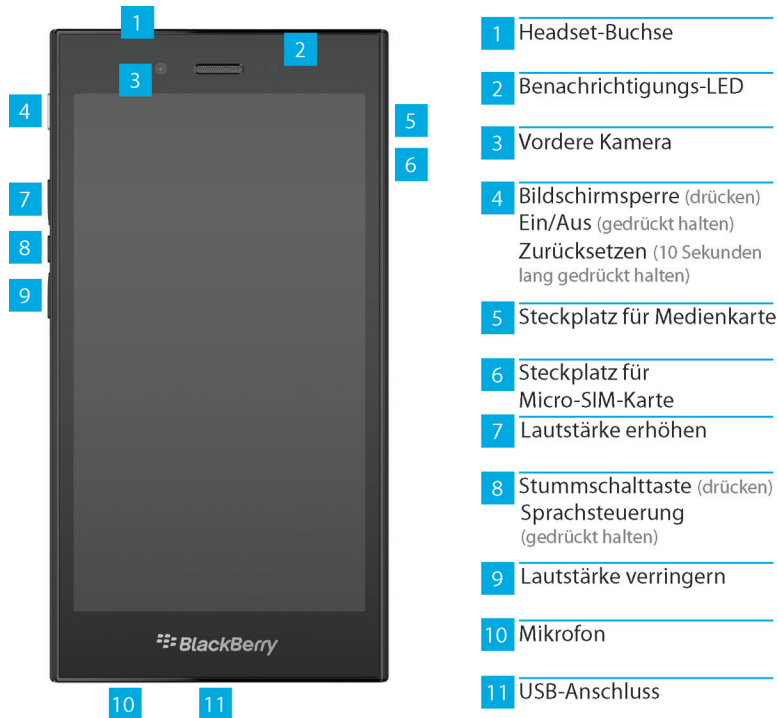 1
2
3
4
5
6
7
8
9
BlackBerry
10 11
1 Headset-Buchse
2 Benachrichtigungs-LED
3 Vordere Kamera
4 Bildschirmsperre (drücken)
Ein/Aus (gedrückt halten)
Zurücksetzen (10 Sekunden
lang gedrückt halten)
5 Steckplatz für Medienkarte
6 Steckplatz für
Micro-SIM-Karte
7 Lautstärke erhöhen
8 Stummschalttaste (drücken)
Sprachsteuerung
(gedrückt halten)
9 Lautstärke verringern
10 Mikrofon
11 USB-Anschluss